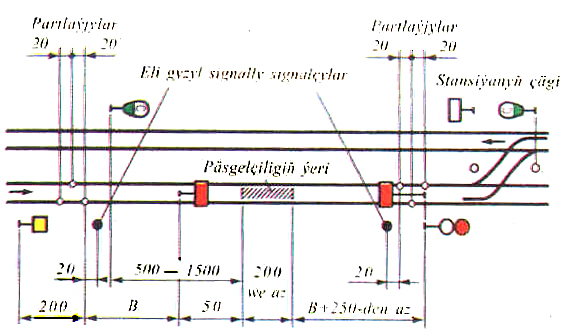 Partlaýjylar
20 20
Partlaýjylar
20 20
Eli gyzyl signally signalçylar
Stansiýanyň çägi
Päsgelçiligiň ýeri
20
500 — 1500
200
we az
20
200
B
50
B+250-den az